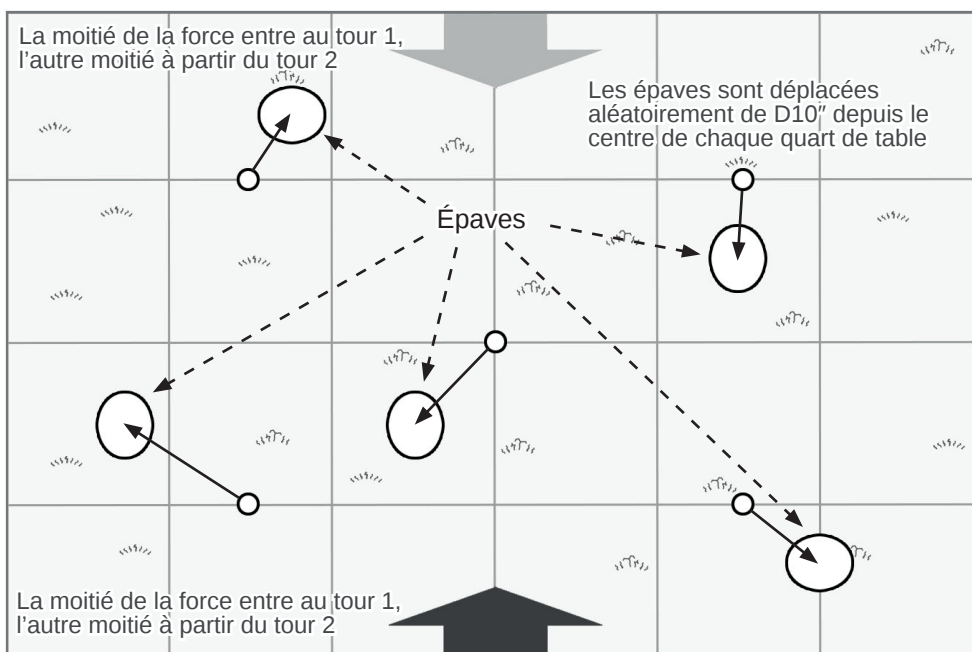 La moitié de la force entre au tour 1,
l’autre moitié à partir du tour 2
Les épaves sont déplacées
aléatoirement de D10″ depuis le
centre de chaque quart de table
Épaves
La moitié de la force entre au tour 1,
l’autre moitié à partir du tour 2